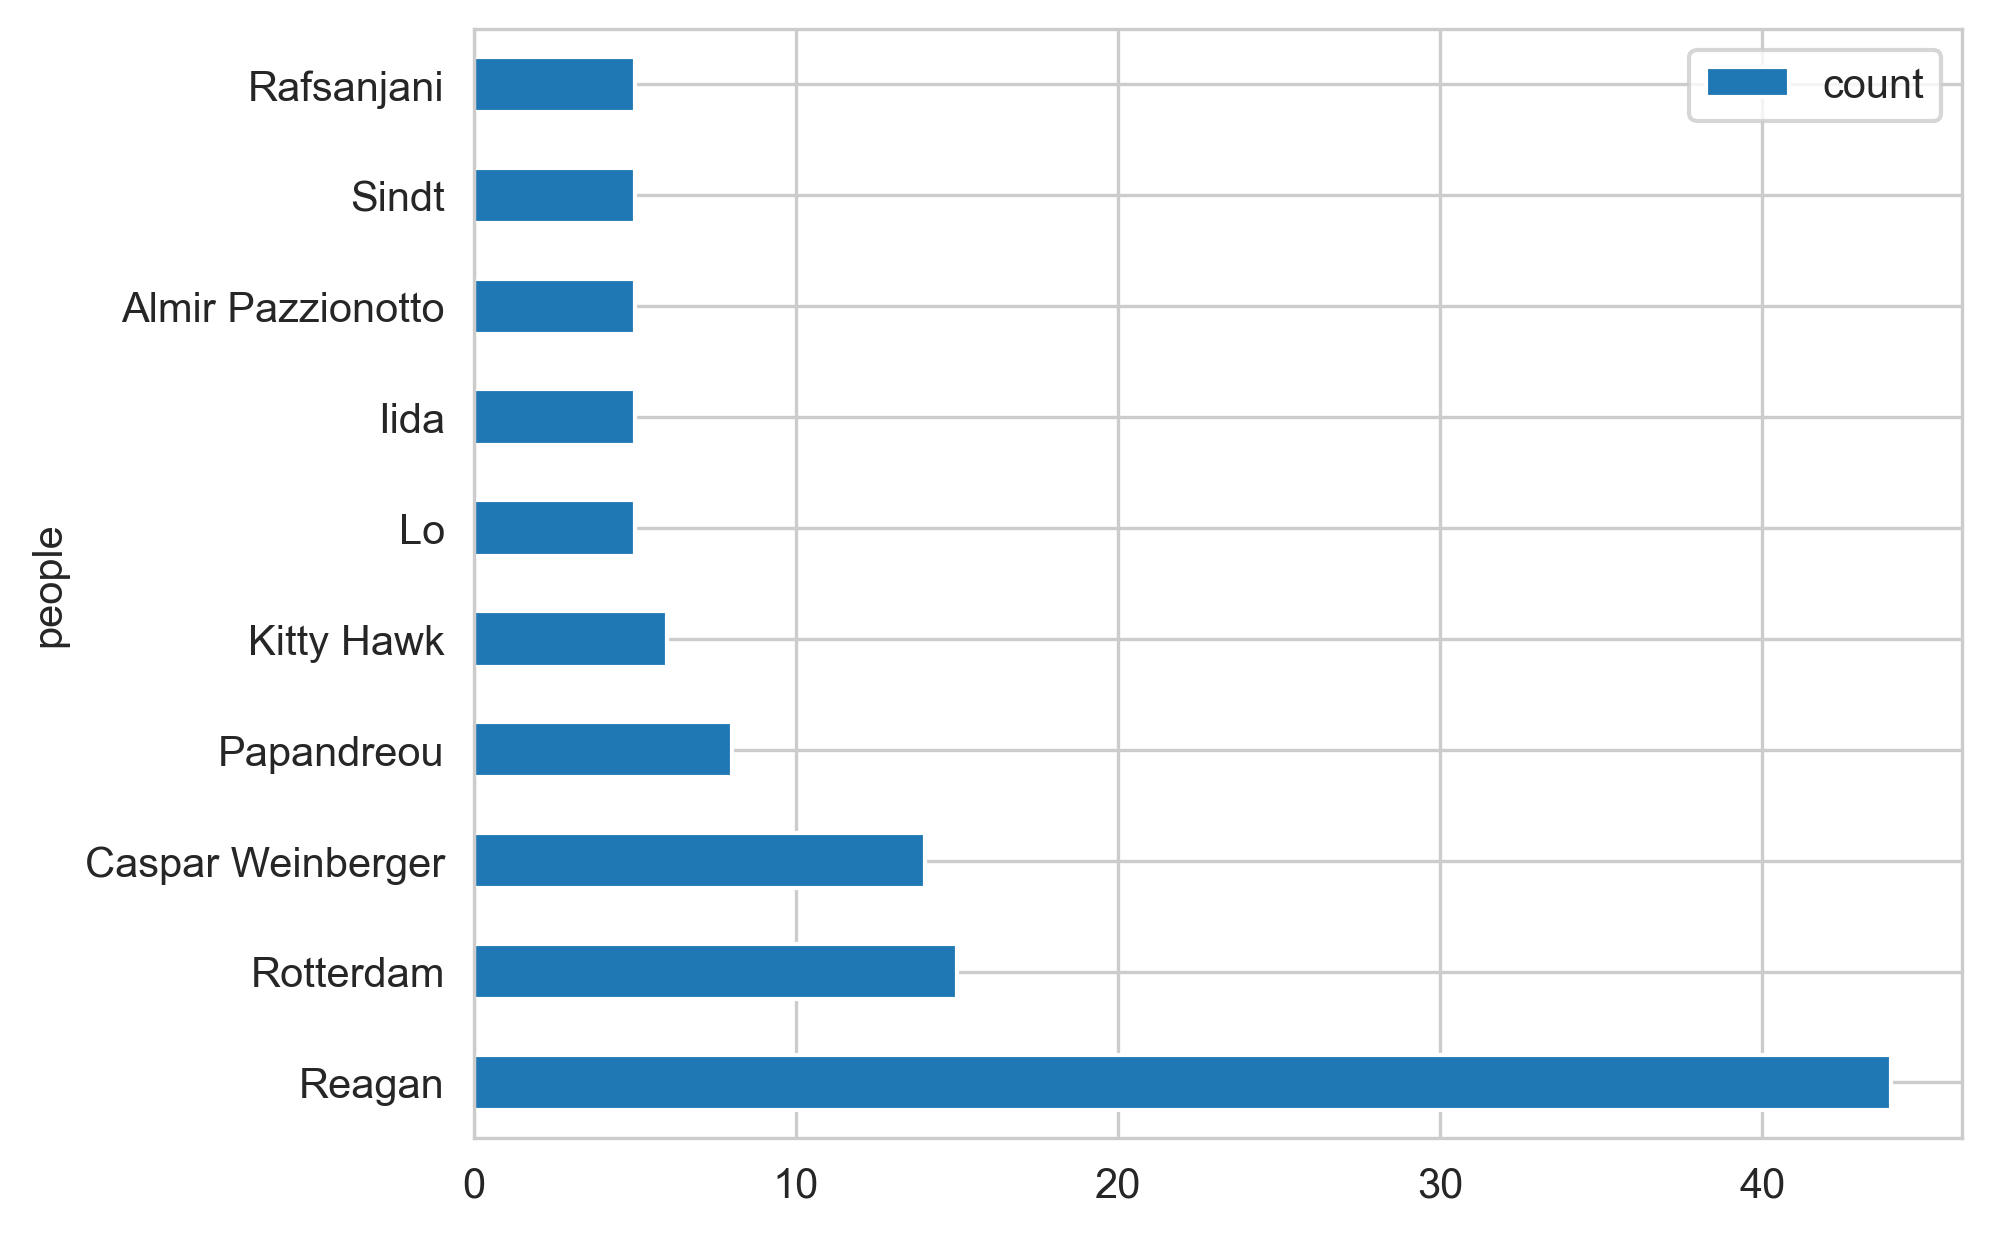 Rafsanjani
count
Sindt
Almir Pazzionotto
Iida
Lo
Kitty Hawk
people
Papandreou
Caspar Weinberger
Rotterdam
Reagan
0 10 20 30 40